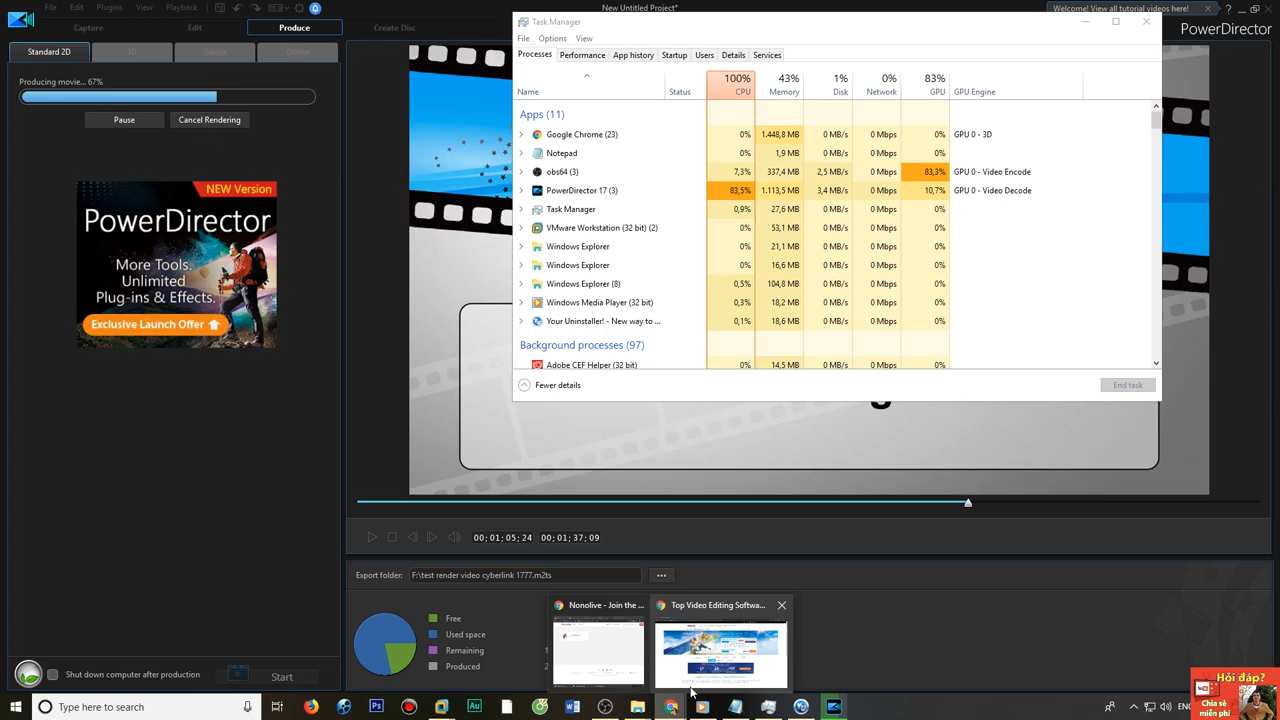 File Edit Plugins View Playback
New Untitled Project*
Welcome! View all tutorial videos here!
Capture Edit Produce Create Disc
PowerDirector
Standard 2D 3D Device Online
Producing movie... 67%
Pause Cancel Rendering
NEW Version
PowerDirector
More Tools.
Unlimited
Plug-ins & Effects.
Exclusive Launch Offer
Task Manager
File Options View
Processes Performance App history Startup Users Details Services
100% 43% 1% 0% 83%
Name Status CPU Memory Disk Network GPU GPU Engine
Apps (11)
Google Chrome (23) 0% 1.448,8 MB 0 MB/s 0 Mbps 0% GPU 0 - 3D
Notepad 0% 1,9 MB 0 MB/s 0 Mbps 0%
obs64 (3) 7,3% 337,4 MB 2,5 MB/s 0 Mbps 83,3% GPU 0 - Video Encode
PowerDirector 17 (3) 83,5% 1.113,5 MB 3,4 MB/s 0 Mbps 10,7% GPU 0 - Video Decode
Task Manager 0,9% 27,6 MB 0 MB/s 0 Mbps 0%
VMware Workstation (32 bit) (2) 0% 53,1 MB 0 MB/s 0 Mbps 0%
Windows Explorer 0% 21,1 MB 0 MB/s 0 Mbps 0%
Windows Explorer 0% 16,6 MB 0 MB/s 0 Mbps 0%
Windows Explorer (8) 0,5% 104,8 MB 0 MB/s 0 Mbps 0%
Windows Media Player (32 bit) 0,3% 18,2 MB 0 MB/s 0 Mbps 0%
Your Uninstaller! - New way to ... 0,1% 18,6 MB 0 MB/s 0 Mbps 0%
Background processes (97)
Adobe CEF Helper (32 bit) 0% 14,5 MB 0 MB/s 0 Mbps 0%
Fewer details End task
00;01;05;24 00;01;37;09
Export folder: F:\test render video cyberlink 1777.m2ts ...
Free
Used space
Remaining
Produced
Nonolive - Join the ... Top Video Editing Softwa...
Shut down computer after production Start
Type here to search
ENG
Hỏi đáp?
Chia sẻ
miễn phí